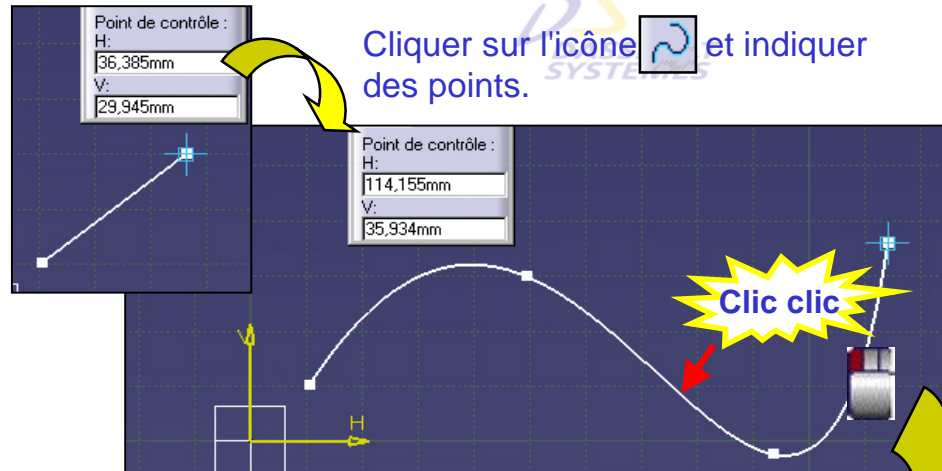 Point de contrôle :
H:
36,385mm
V:
29,945mm
Cliquer sur l'icône et indiquer
des points.
SYSTEMES
Point de contrôle :
H:
114,155mm
V:
35,934mm
Clic clic
V
H